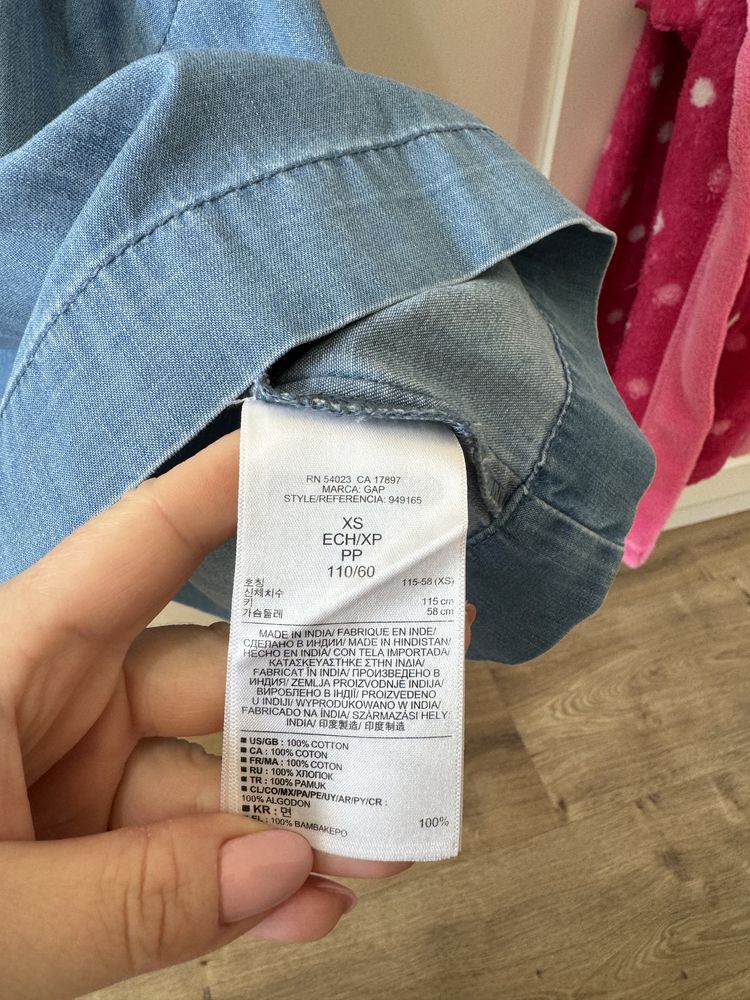 RN 54023 CA 17897
MARCA: GAP
STYLE/REFERENCIA: 949165
XS
ECH/XP
PP
110/60
호칭 115-58 (XS)
신체치수
키 115 cm
가슴둘레 58 cm
MADE IN INDIA/ FABRIQUE EN INDE/
СДЕЛАНО В ИНДИИ/ MADE IN HINDISTAN/
HECHO EN INDIA/ CON TELA IMPORTADA/
ΚΑΤΑΣΚΕΥΑΣΤΗΚΕ ΣΤΗΝ ΙΝΔΙΑ/
FABRICAT ÎN INDIA/ ПРОИЗВЕДЕНО В
ИНДИЯ/ ZEMLJA PROIZVODNJE INDIJA/
ВИРОБЛЕНО В ІНДІЇ/ PROIZVEDENO
U INDIJI/ WYPRODUKOWANO W INDIA/
FABRICADO NA ÍNDIA/ SZÁRMAZÁSI HELY:
INDIA/ 印度製造/ 印度制造
■ US/GB : 100% COTTON
■ CA : 100% COTON
■ FR/MA : 100% COTON
■ RU : 100% ХЛОПОК
■ TR : 100% PAMUK
■ CL/CO/MX/PA/PE/UY/AR/PY/CR :
100% ALGODON
■ KR : 면 100%
■ EL : 100% ΒΑΜΒΑΚΕΡΟ